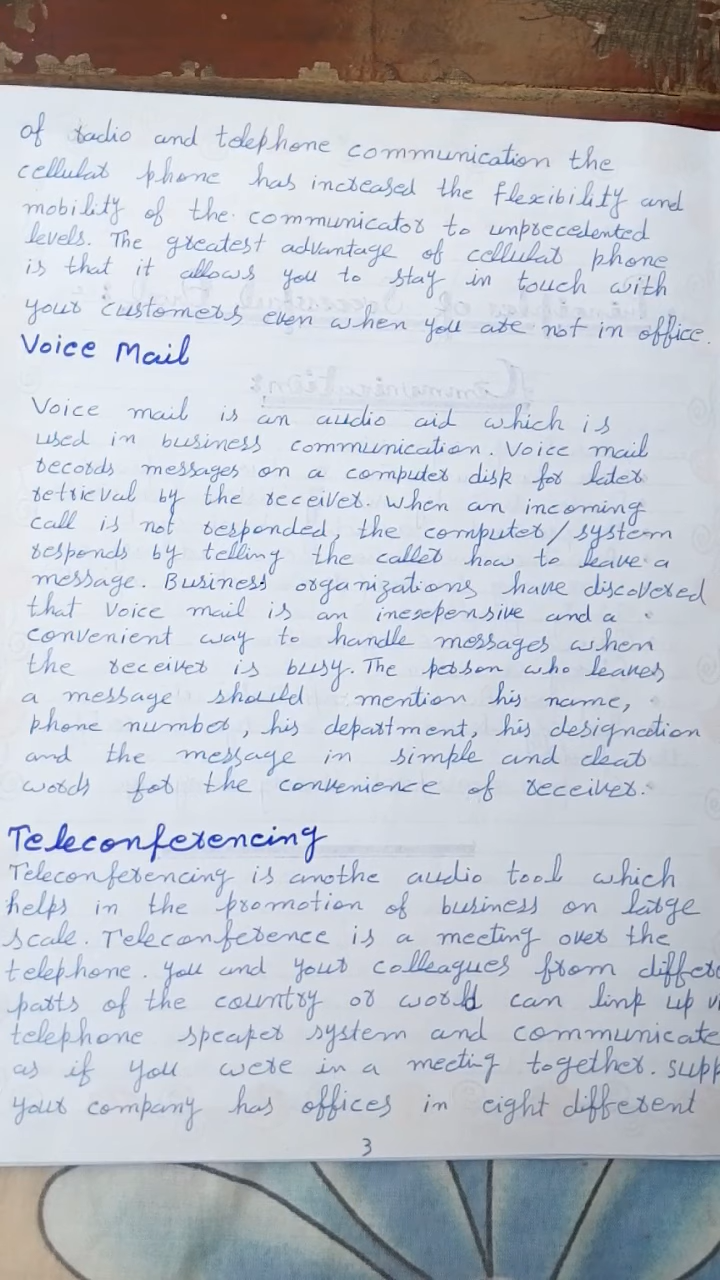 of radio and telephone communication the
cellular phone has increased the flexibility and
mobility of the communicator to unprecedented
levels. The greatest advantage of cellular phone
is that it allows you to stay in touch with
your customers even when you are not in office.
Voice Mail
Voice mail is an audio aid which is
used in business communication. Voice mail
records messages on a computer disk for later
retrieval by the receiver. When an incoming
call is not responded, the computer/system
responds by telling the caller how to leave a
message. Business organizations have discovered
that Voice mail is an inexepensive and a
convenient way to handle messages when
the receiver is busy. The person who leaves
a message should mention his name,
phone number, his department, his designation
and the message in simple and clear
words for the convenience of receiver.
Teleconferencing
Teleconferencing is anothe audio tool which
helps in the promotion of business on large
scale. Teleconference is a meeting over the
telephone. you and your colleagues from differe
parts of the country or world can link up vi
telephone speaper system and communicate
as if you were in a meeting together. supp
your company has offices in eight different
3